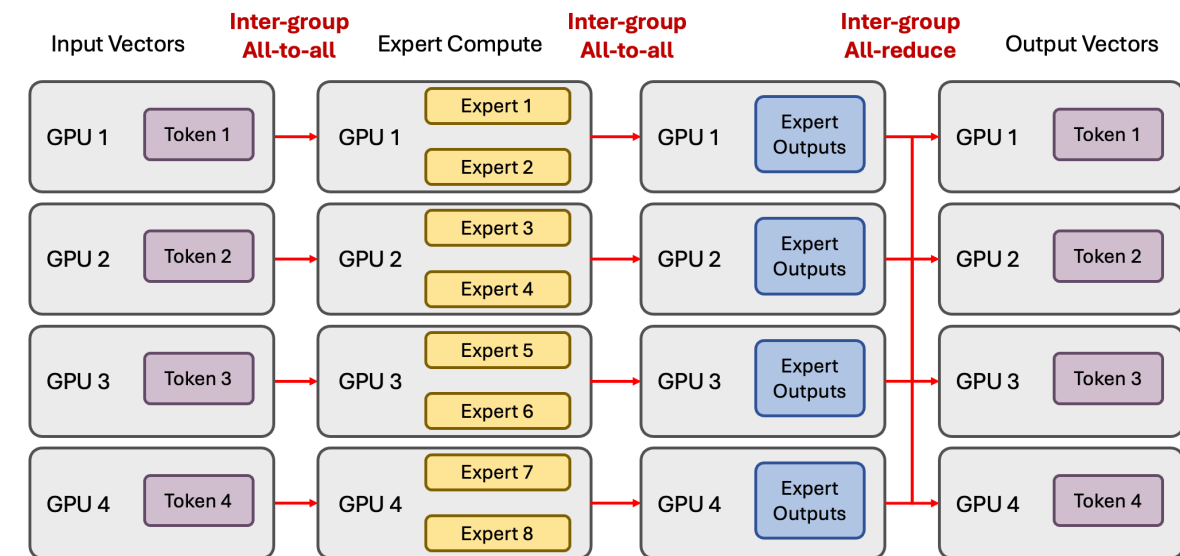 Input Vectors
Inter-group
All-to-all
Expert Compute
Inter-group
All-to-all
Inter-group
All-reduce
Output Vectors
GPU 1
Token 1
GPU 1
Expert 1
Expert 2
GPU 1
Expert
Outputs
GPU 1
Token 1
GPU 2
Token 2
GPU 2
Expert 3
Expert 4
GPU 2
Expert
Outputs
GPU 2
Token 2
GPU 3
Token 3
GPU 3
Expert 5
Expert 6
GPU 3
Expert
Outputs
GPU 3
Token 3
GPU 4
Token 4
GPU 4
Expert 7
Expert 8
GPU 4
Expert
Outputs
GPU 4
Token 4